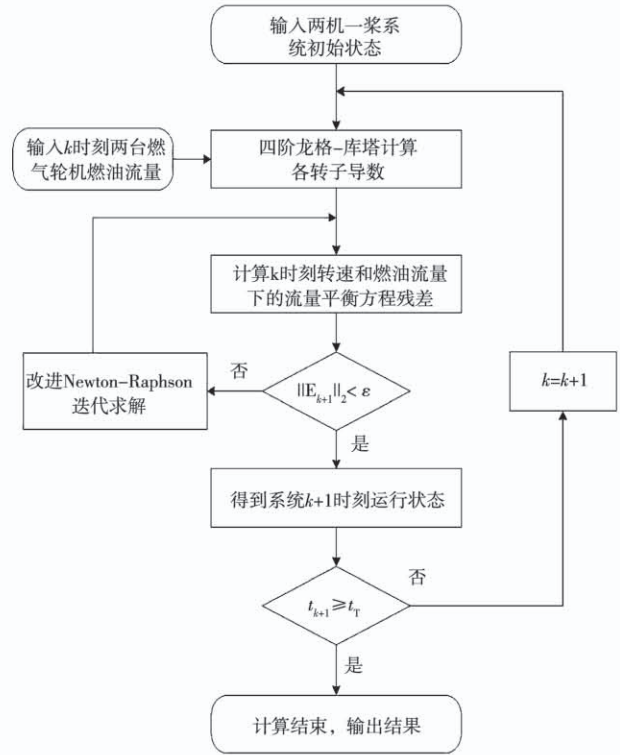 输入两机一桨系
统初始状态
输入k时刻两台燃
气轮机燃油流量
四阶龙格-库塔计算
各转子导数
计算k时刻转速和燃油流量
下的流量平衡方程残差
改进Newton-Raphson
迭代求解
否
||E_{k+1}||_2< ε
k=k+1
是
得到系统k+1时刻运行状态
否
t_{k+1}≥t_T
是
计算结束，输出结果